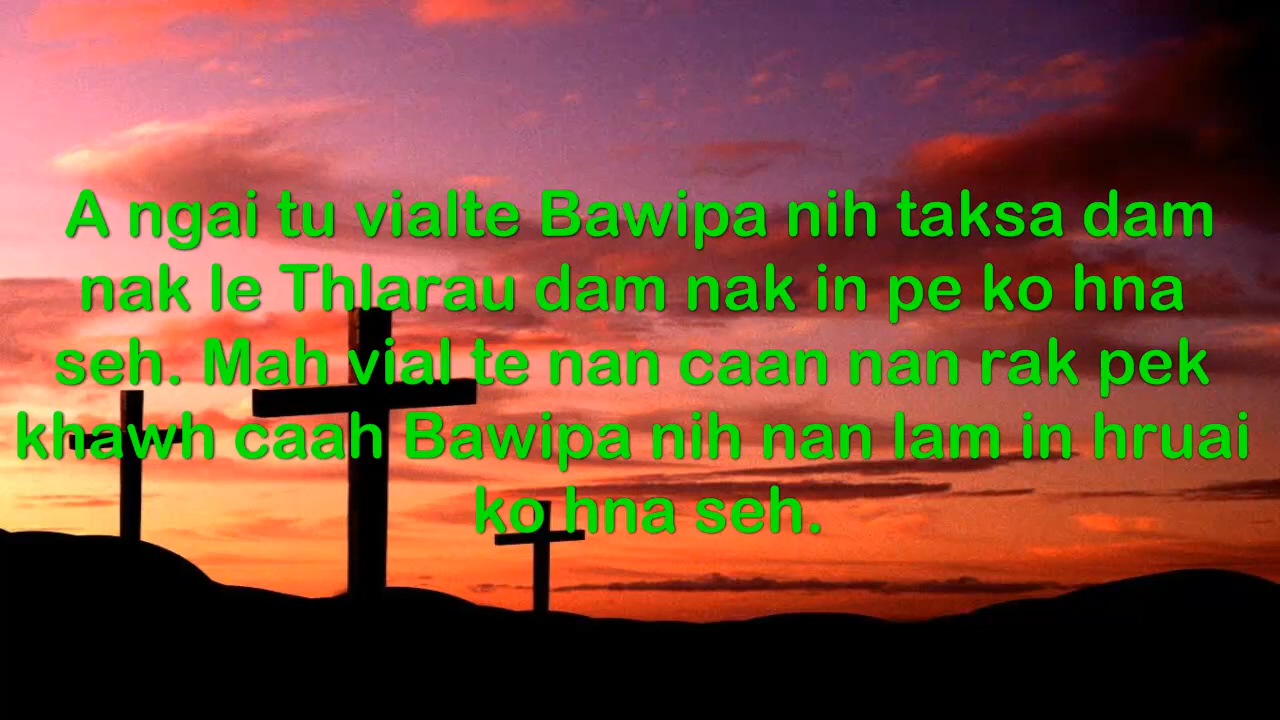 A ngai tu vialte Bawipa nih taksa dam
nak le Thlarau dam nak in pe ko hna
seh. Mah vial te nan caan nan rak pek
khawh caah Bawipa nih nan lam in hruai
ko hna seh.